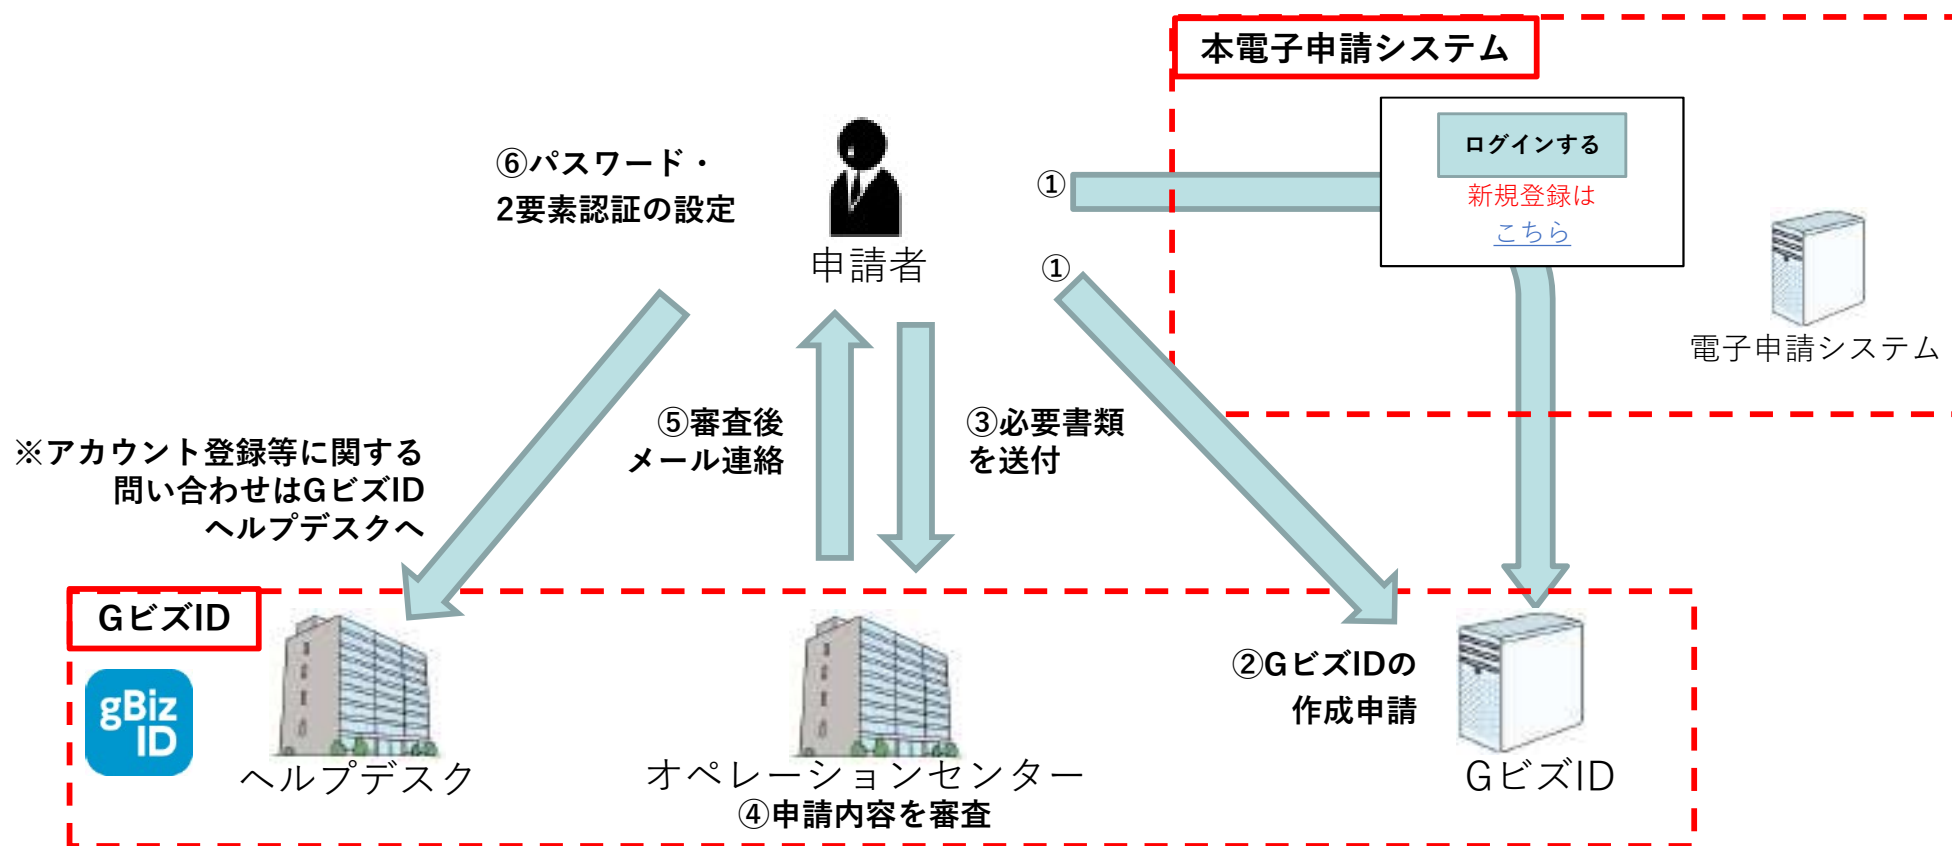 本電子申請システム
ログインする
新規登録は
こちら
電子申請システム
⑥パスワード・
2要素認証の設定
申請者
①
①
⑤審査後
メール連絡
③必要書類
を送付
※アカウント登録等に関する
問い合わせはGビズID
ヘルプデスクへ
GビズID
gBiz
ID
ヘルプデスク
オペレーションセンター
④申請内容を審査
②GビズIDの
作成申請
GビズID